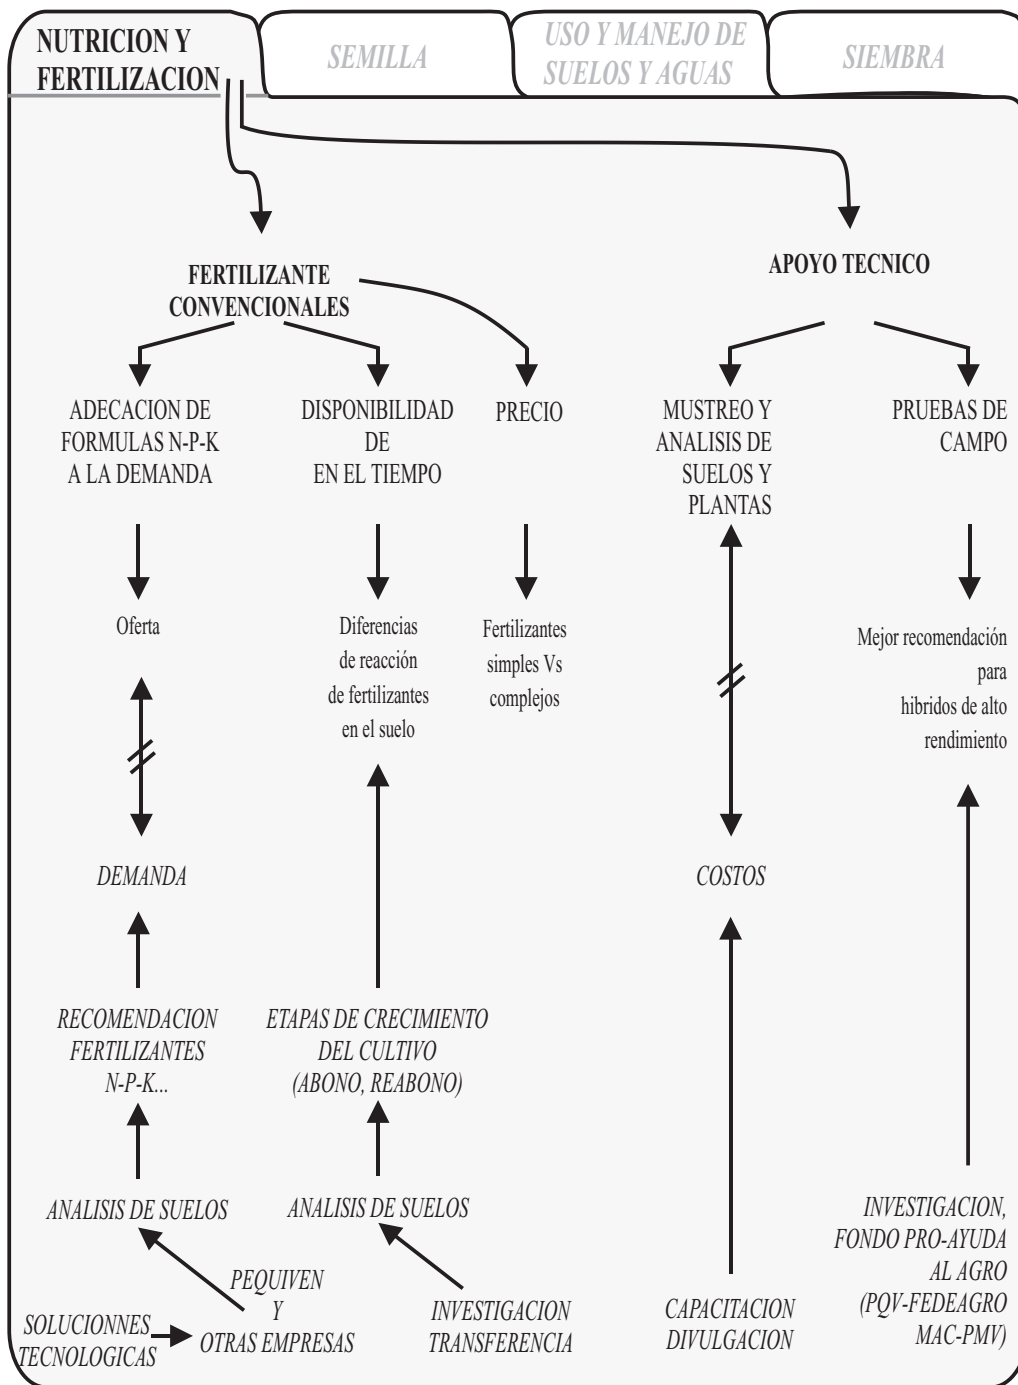 NUTRICION Y
FERTILIZACION
SEMILLA
USO Y MANEJO DE
SUELOS Y AGUAS
SIEMBRA
FERTILIZANTE
CONVENCIONALES
APOYO TECNICO
ADECACION DE
FORMULAS N-P-K
A LA DEMANDA
DISPONIBILIDAD
DE
EN EL TIEMPO
PRECIO
MUSTREO Y
ANALISIS DE
SUELOS Y
PLANTAS
PRUEBAS DE
CAMPO
Oferta
Diferencias
de reacción
de fertilizantes
en el suelo
Fertilizantes
simples Vs
complejos
Mejor recomendación
para
hibridos de alto
rendimiento
DEMANDA
COSTOS
RECOMENDACION
FERTILIZANTES
N-P-K...
ETAPAS DE CRECIMIENTO
DEL CULTIVO
(ABONO, REABONO)
ANALISIS DE SUELOS
ANALISIS DE SUELOS
INVESTIGACION,
FONDO PRO-AYUDA
AL AGRO
(PQV-FEDEAGRO
MAC-PMV)
SOLUCIONNES
TECNOLOGICAS
PEQUIVEN
Y
OTRAS EMPRESAS
INVESTIGACION
TRANSFERENCIA
CAPACITACION
DIVULGACION